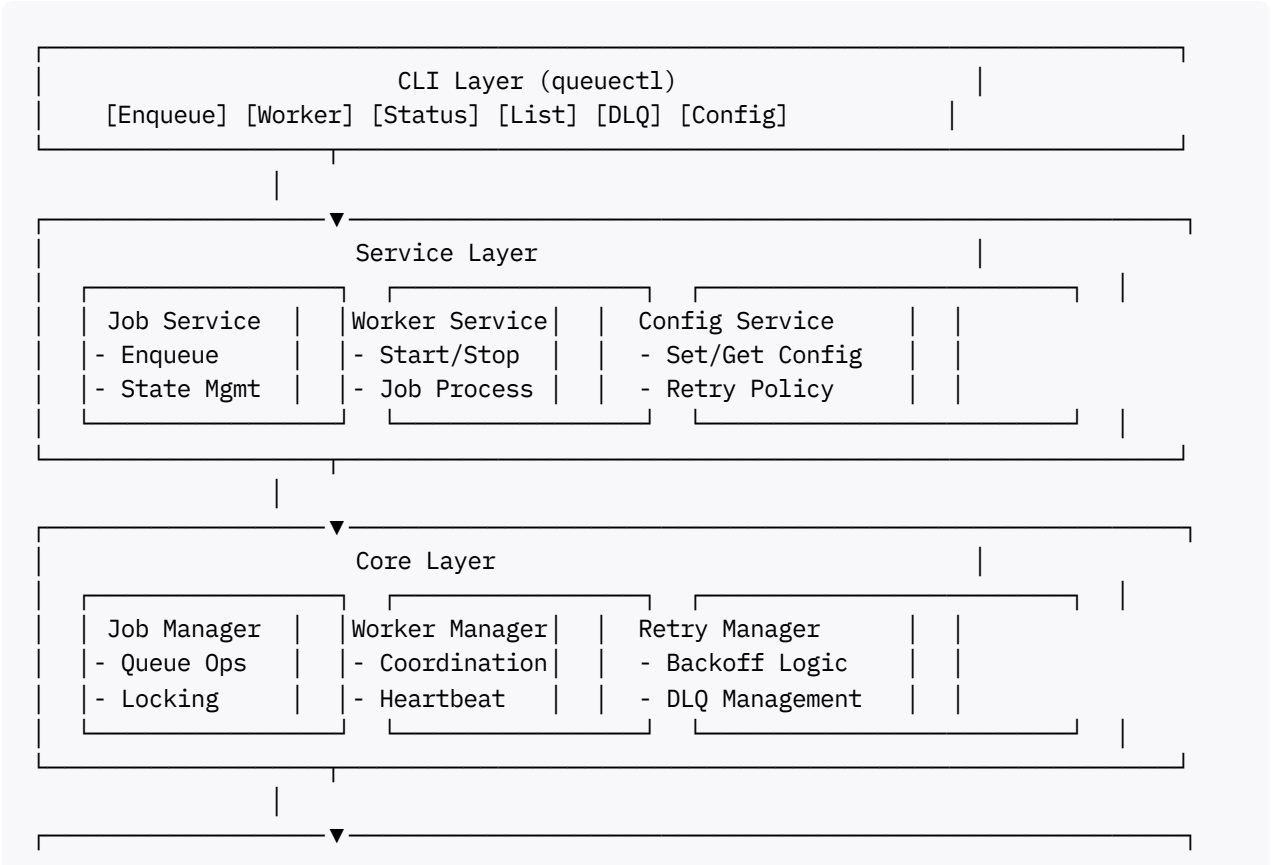 CLI Layer (queuectl)
[Enqueue] [Worker] [Status] [List] [DLQ] [Config]
Service Layer
Job Service Worker Service Config Service
- Enqueue - Start/Stop - Set/Get Config
- State Mgmt - Job Process - Retry Policy
Core Layer
Job Manager Worker Manager Retry Manager
- Queue Ops - Coordination - Backoff Logic
- Locking - Heartbeat - DLQ Management